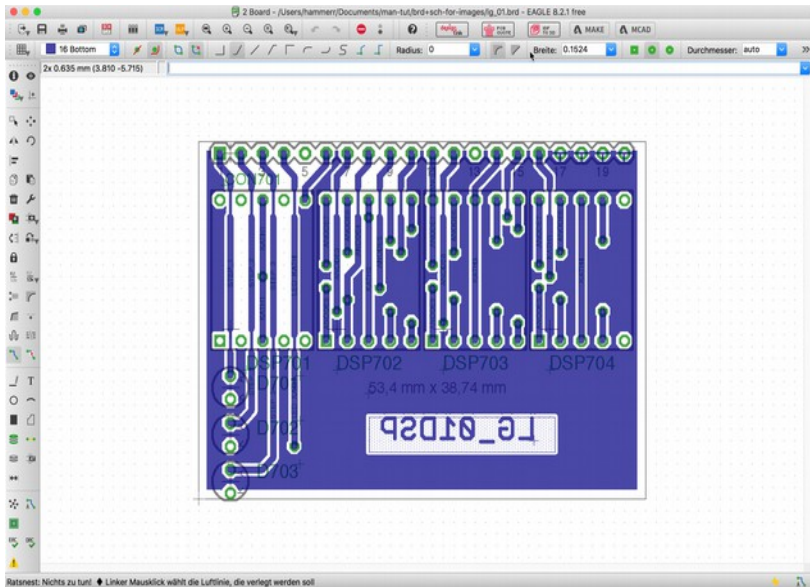 2 Board - /Users/hammerr/Documents/man-tut/brd+sch-for-images/lg_01.brd - EAGLE 8.2.1 free
MAKE
MCAD
16 Bottom
Radius: 0
Breite: 0.1524
Durchmesser: auto
2x 0.635 mm (3.810 -5.715)
CON701
5
19
DSP701
DSP702
DSP703
DSP704
D701
53,4 mm x 38,74 mm
D702
LG_01DSP
D703
Ratsnest: Nichts zu tun! ♦ Linker Mausklick wählt die Luftlinie, die verlegt werden soll